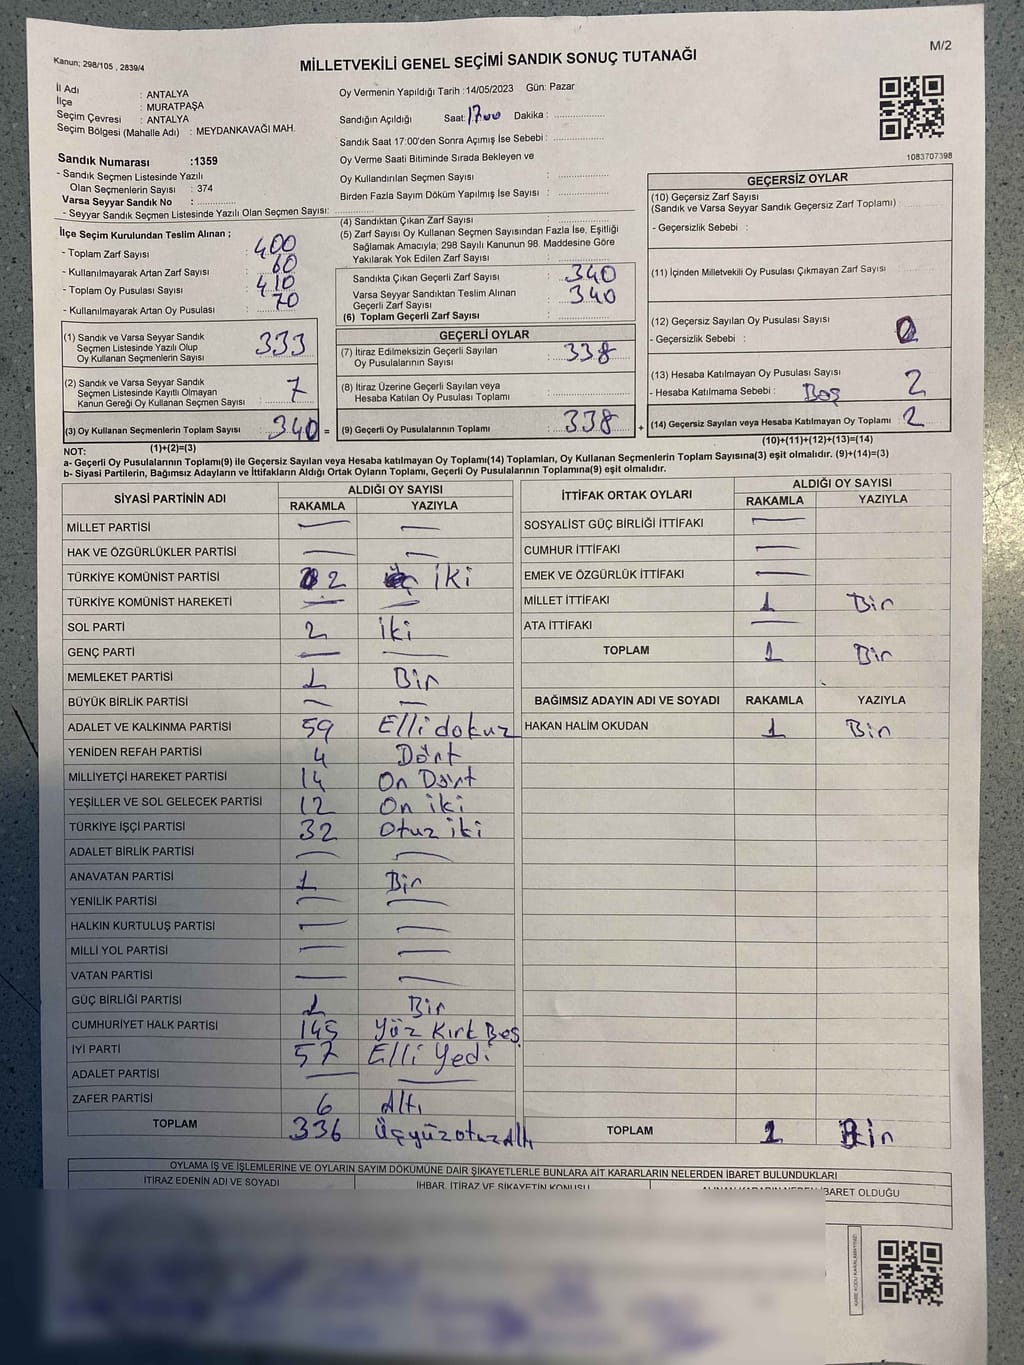 M/2
Kanun; 298/105 , 2839/4
MİLLETVEKİLİ GENEL SEÇİMİ SANDIK SONUÇ TUTANAĞI
İl Adı : ANTALYA
İlçe : MURATPAŞA
Seçim Çevresi : ANTALYA
Seçim Bölgesi (Mahalle Adı) : MEYDANKAVAĞI MAH.
Oy Vermenin Yapıldığı Tarih :14/05/2023 Gün: Pazar
Sandığın Açıldığı Saat: 1700 Dakika :
Sandık Saat 17:00'den Sonra Açımış İse Sebebi :
Oy Verme Saati Bitiminde Sırada Bekleyen ve
Oy Kullandırılan Seçmen Sayısı :
Birden Fazla Sayım Döküm Yapılmış İse Sayısı :
1083707398
Sandık Numarası :1359
- Sandık Seçmen Listesinde Yazılı
Olan Seçmenlerin Sayısı : 374
Varsa Seyyar Sandık No :
- Seyyar Sandık Seçmen Listesinde Yazılı Olan Seçmen Sayısı:
İlçe Seçim Kurulundan Teslim Alınan ;
- Toplam Zarf Sayısı : 400
- Kullanılmayarak Artan Zarf Sayısı : 60
- Toplam Oy Pusulası Sayısı : 410
- Kullanılmayarak Artan Oy Pusulası : 70
(4) Sandıktan Çıkan Zarf Sayısı :
(5) Zarf Sayısı Oy Kullanan Seçmen Sayısından Fazla İse, Eşitliği
Sağlamak Amacıyla; 298 Sayılı Kanunun 98. Maddesine Göre
Yakılarak Yok Edilen Zarf Sayısı :
Sandıkta Çıkan Geçerli Zarf Sayısı : 340
Varsa Seyyar Sandıktan Teslim Alınan
Geçerli Zarf Sayısı : 340
(6) Toplam Geçerli Zarf Sayısı :
GEÇERSİZ OYLAR
(10) Geçersiz Zarf Sayısı
(Sandık ve Varsa Seyyar Sandık Geçersiz Zarf Toplamı) :
- Geçersizlik Sebebi :
(11) İçinden Milletvekili Oy Pusulası Çıkmayan Zarf Sayısı :
(12) Geçersiz Sayılan Oy Pusulası Sayısı : 0
- Geçersizlik Sebebi :
(13) Hesaba Katılmayan Oy Pusulası Sayısı : 2
- Hesaba Katılmama Sebebi : Boş
(14) Geçersiz Sayılan veya Hesaba Katılmayan Oy Toplamı : 2
(10)+(11)+(12)+(13)=(14)
(1) Sandık ve Varsa Seyyar Sandık
Seçmen Listesinde Yazılı Olup
Oy Kullanan Seçmenlerin Sayısı : 333
(2) Sandık ve Varsa Seyyar Sandık
Seçmen Listesinde Kayıtlı Olmayan
Kanun Gereği Oy Kullanan Seçmen Sayısı : 7
(3) Oy Kullanan Seçmenlerin Toplam Sayısı : 340 =
(1)+(2)=(3)
GEÇERLİ OYLAR
(7) İtiraz Edilmeksizin Geçerli Sayılan
Oy Pusulalarının Sayısı : 338
(8) İtiraz Üzerine Geçerli Sayılan veya
Hesaba Katılan Oy Pusulası Toplamı :
(9) Geçerli Oy Pusulalarının Toplamı : 338 +
NOT:
a- Geçerli Oy Pusulalarının Toplamı(9) ile Geçersiz Sayılan veya Hesaba katılmayan Oy Toplamı(14) Toplamları, Oy Kullanan Seçmenlerin Toplam Sayısına(3) eşit olmalıdır. (9)+(14)=(3)
b- Siyasi Partilerin, Bağımsız Adayların ve İttifakların Aldığı Ortak Oyların Toplamı, Geçerli Oy Pusulalarının Toplamına(9) eşit olmalıdır.
SİYASİ PARTİNİN ADI ALDIĞI OY SAYISI
RAKAMLA YAZIYLA
MİLLET PARTİSİ — —
HAK VE ÖZGÜRLÜKLER PARTİSİ — —
TÜRKİYE KOMÜNİST PARTİSİ 2 iki
TÜRKİYE KOMÜNİST HAREKETİ — —
SOL PARTİ 2 iki
GENÇ PARTİ — —
MEMLEKET PARTİSİ 1 Bir
BÜYÜK BİRLİK PARTİSİ — —
ADALET VE KALKINMA PARTİSİ 59 Elli dokuz
YENİDEN REFAH PARTİSİ 4 Dört
MİLLİYETÇİ HAREKET PARTİSİ 14 On Dört
YEŞİLLER VE SOL GELECEK PARTİSİ 12 On iki
TÜRKİYE İŞÇİ PARTİSİ 32 Otuz iki
ADALET BİRLİK PARTİSİ — —
ANAVATAN PARTİSİ 1 Bir
YENİLİK PARTİSİ — —
HALKIN KURTULUŞ PARTİSİ — —
MİLLİ YOL PARTİSİ — —
VATAN PARTİSİ — —
GÜÇ BİRLİĞİ PARTİSİ 1 Bir
CUMHURİYET HALK PARTİSİ 145 Yüz Kırk Beş
İYİ PARTİ 57 Elli Yedi
ADALET PARTİSİ — —
ZAFER PARTİSİ 6 Altı
TOPLAM 336 Üçyüzotuz Altı
İTTİFAK ORTAK OYLARI ALDIĞI OY SAYISI
RAKAMLA YAZIYLA
SOSYALİST GÜÇ BİRLİĞİ İTTİFAKI —
CUMHUR İTTİFAKI —
EMEK VE ÖZGÜRLÜK İTTİFAKI —
MİLLET İTTİFAKI 1 Bir
ATA İTTİFAKI —
TOPLAM 1 Bir
BAĞIMSIZ ADAYIN ADI VE SOYADI RAKAMLA YAZIYLA
HAKAN HALİM OKUDAN 1 Bir
TOPLAM 1 Bir
OYLAMA İŞ VE İŞLEMLERİNE VE OYLARIN SAYIM DÖKÜMÜNE DAİR ŞİKAYETLERLE BUNLARA AİT KARARLARIN NELERDEN İBARET BULUNDUKLARI
İTİRAZ EDENİN ADI VE SOYADI İHBAR, İTİRAZ VE ŞİKAYETİN KONUSU ALINAN KARARIN NEDEN İBARET OLDUĞU